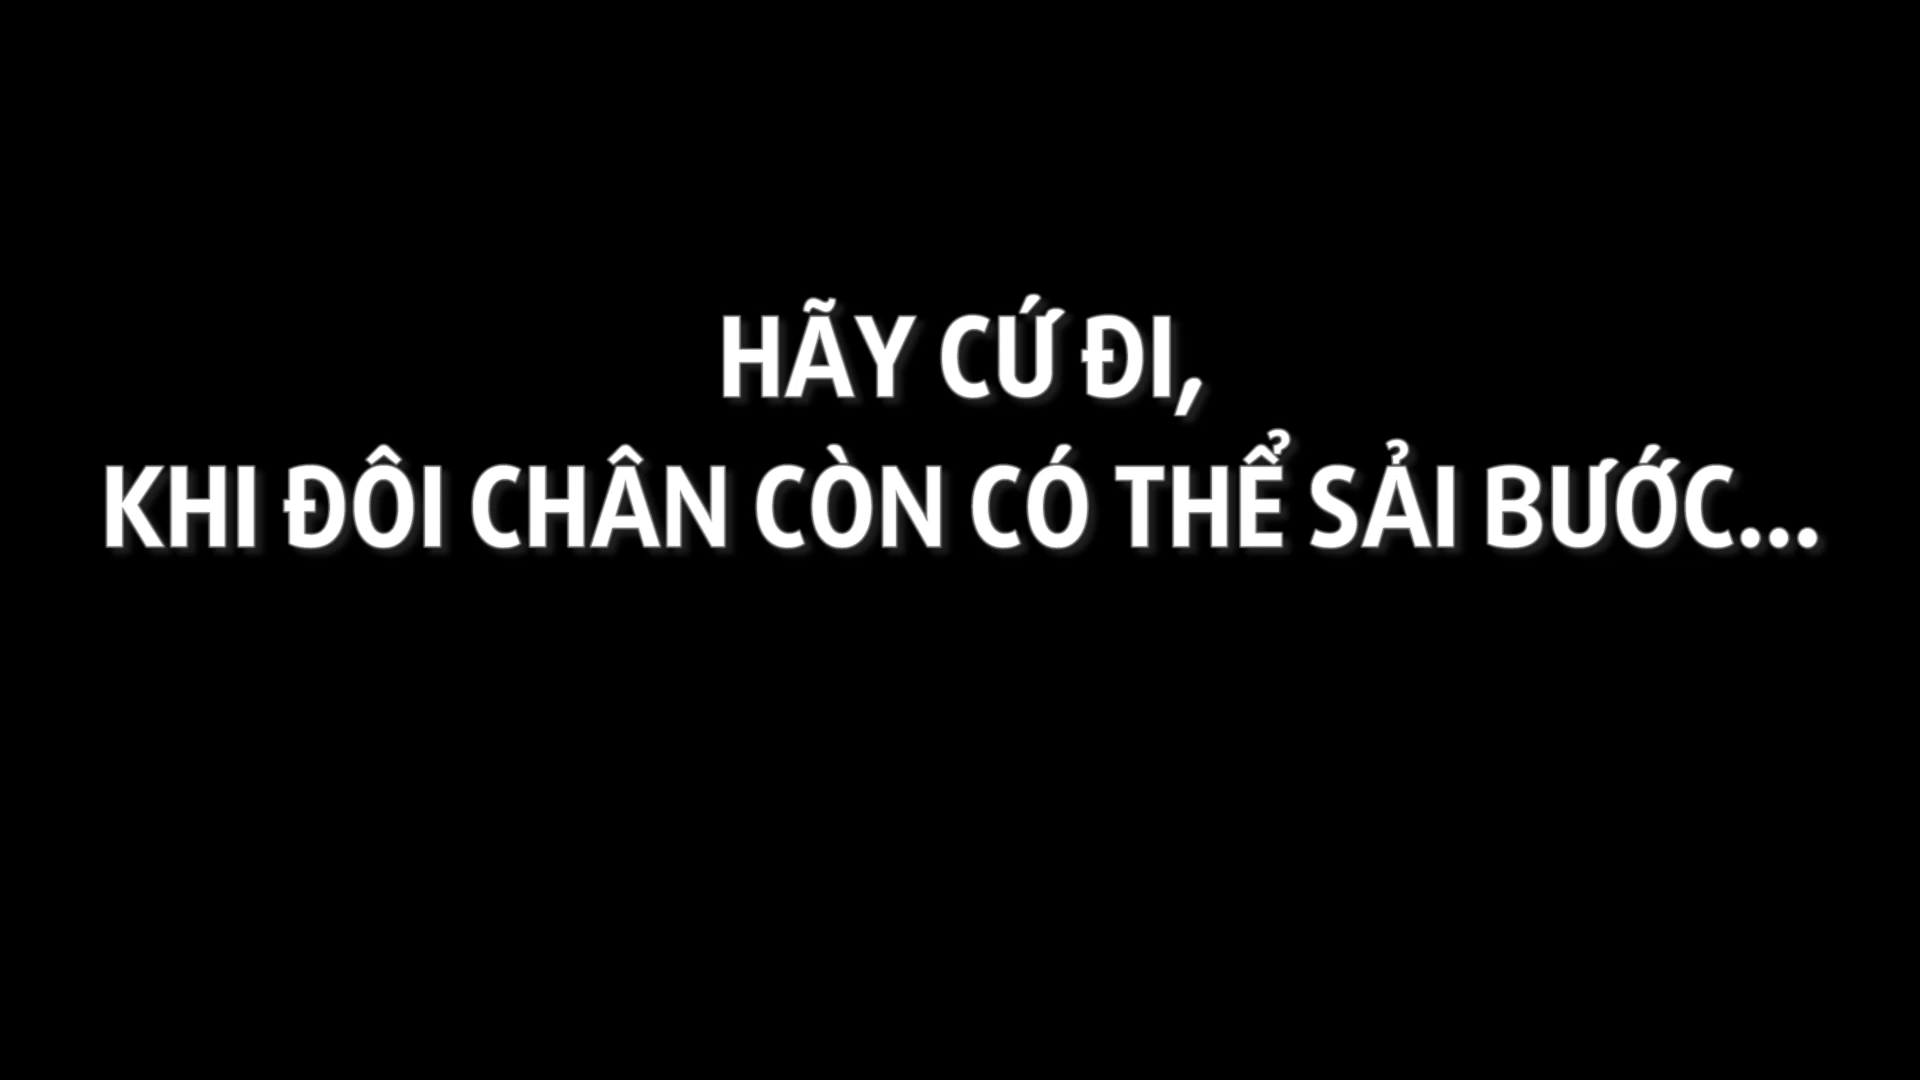 HÃY CỨ ĐI,
KHI ĐÔI CHÂN CÒN CÓ THỂ SẢI BƯỚC...